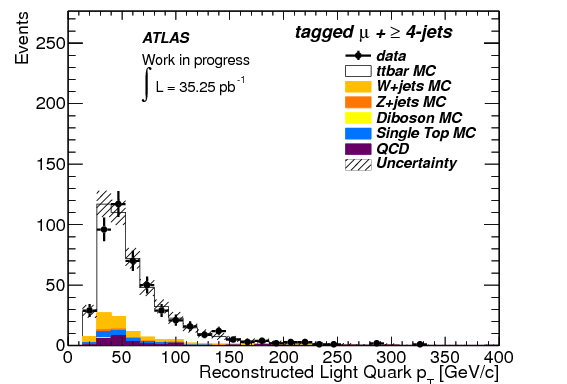 Events
ATLAS
Work in progress
∫ L = 35.25 pb⁻¹
tagged μ + ≥ 4-jets
data
ttbar MC
W+jets MC
Z+jets MC
Diboson MC
Single Top MC
QCD
Uncertainty
250
200
150
100
50
0
0 50 100 150 200 250 300 350 400
Reconstructed Light Quark p_T [GeV/c]